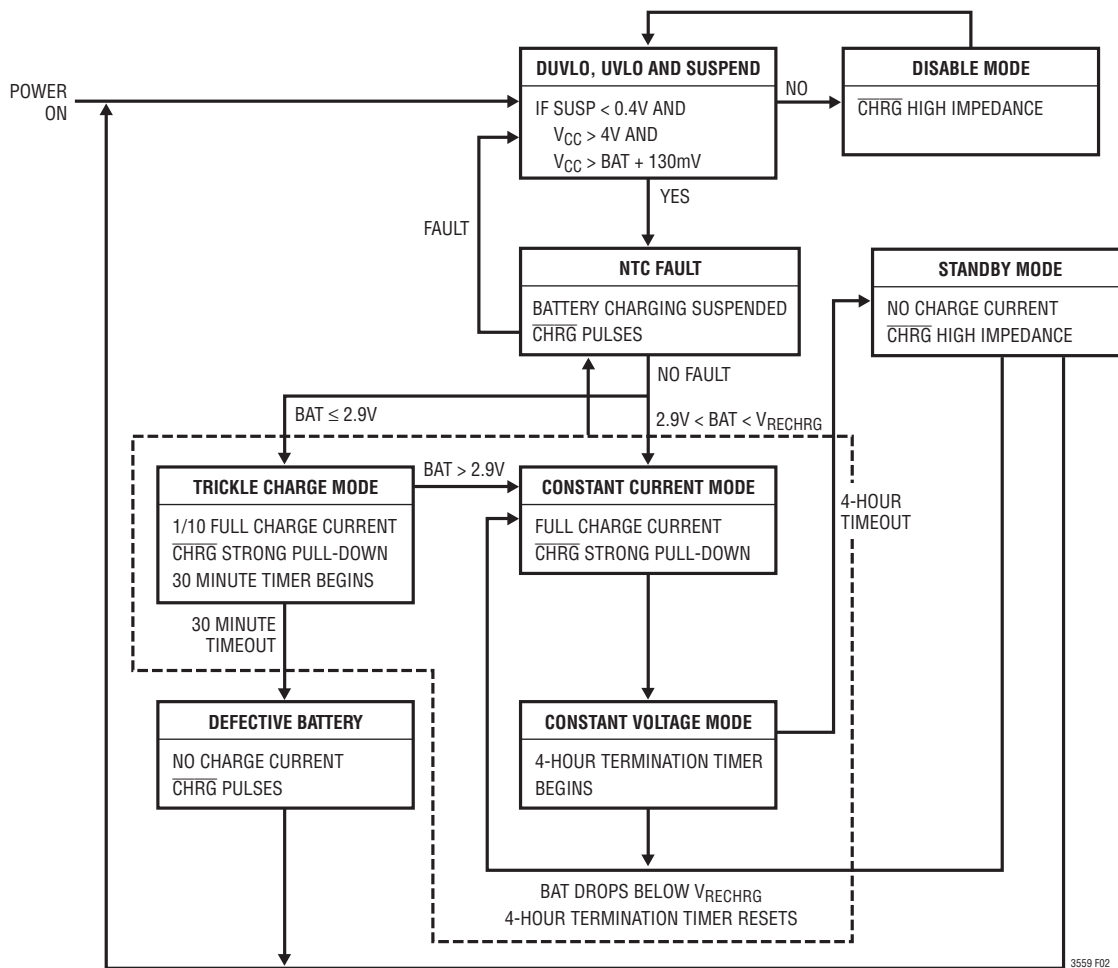 POWER
ON
DUVLO, UVLO AND SUSPEND
IF SUSP < 0.4V AND
VCC > 4V AND
VCC > BAT + 130mV
NO
DISABLE MODE
CHRG HIGH IMPEDANCE
YES
FAULT
NTC FAULT
BATTERY CHARGING SUSPENDED
CHRG PULSES
STANDBY MODE
NO CHARGE CURRENT
CHRG HIGH IMPEDANCE
NO FAULT
BAT ≤ 2.9V
2.9V < BAT < VRECHRG
TRICKLE CHARGE MODE
1/10 FULL CHARGE CURRENT
CHRG STRONG PULL-DOWN
30 MINUTE TIMER BEGINS
BAT > 2.9V
CONSTANT CURRENT MODE
FULL CHARGE CURRENT
CHRG STRONG PULL-DOWN
4-HOUR
TIMEOUT
30 MINUTE
TIMEOUT
DEFECTIVE BATTERY
NO CHARGE CURRENT
CHRG PULSES
CONSTANT VOLTAGE MODE
4-HOUR TERMINATION TIMER
BEGINS
BAT DROPS BELOW VRECHRG
4-HOUR TERMINATION TIMER RESETS
3559 F02